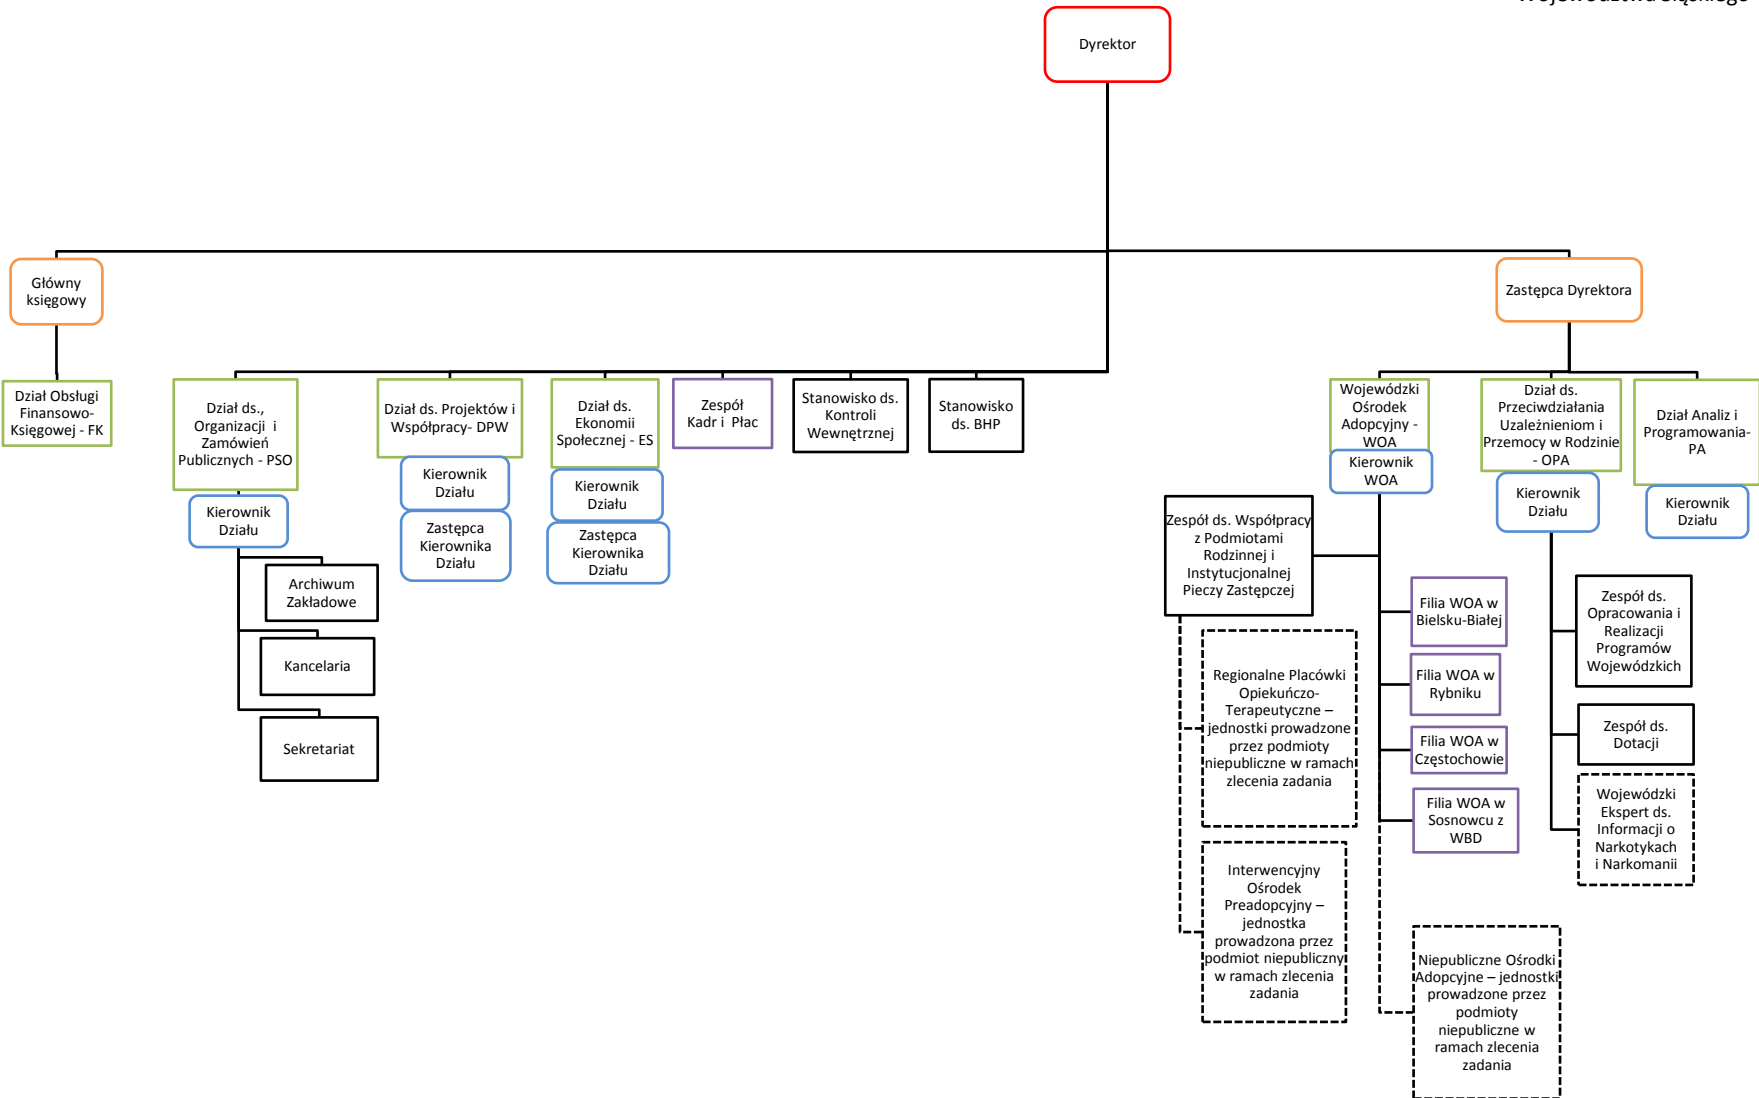 Województwa Śląskiego
Dyrektor
Główny
księgowy
Zastępca Dyrektora
Dział Obsługi
Finansowo-
Księgowej - FK
Dział ds.,
Organizacji i
Zamówień
Publicznych - PSO
Kierownik
Działu
Archiwum
Zakładowe
Kancelaria
Sekretariat
Dział ds. Projektów i
Współpracy- DPW
Kierownik
Działu
Zastępca
Kierownika
Działu
Dział ds.
Ekonomii
Społecznej - ES
Kierownik
Działu
Zastępca
Kierownika
Działu
Zespół
Kadr i Płac
Stanowisko ds.
Kontroli
Wewnętrznej
Stanowisko
ds. BHP
Wojewódzki
Ośrodek
Adopcyjny -
WOA
Kierownik
WOA
Zespół ds. Współpracy
z Podmiotami
Rodzinnej i
Instytucjonalnej
Pieczy Zastępczej
Regionalne Placówki
Opiekuńczo-
Terapeutyczne –
jednostki prowadzone
przez podmioty
niepubliczne w ramach
zlecenia zadania
Interwencyjny
Ośrodek
Preadopcyjny –
jednostka
prowadzona przez
podmiot niepubliczny
w ramach zlecenia
zadania
Filia WOA w
Bielsku-Białej
Filia WOA w
Rybniku
Filia WOA w
Częstochowie
Filia WOA w
Sosnowcu z
WBD
Niepubliczne Ośrodki
Adopcyjne – jednostki
prowadzone przez
podmioty
niepubliczne w
ramach zlecenia
zadania
Dział ds.
Przeciwdziałania
Uzależnieniom i
Przemocy w Rodzinie
- OPA
Kierownik
Działu
Zespół ds.
Opracowania i
Realizacji
Programów
Wojewódzkich
Zespół ds.
Dotacji
Wojewódzki
Ekspert ds.
Informacji o
Narkotykach
i Narkomanii
Dział Analiz i
Programowania-
PA
Kierownik
Działu